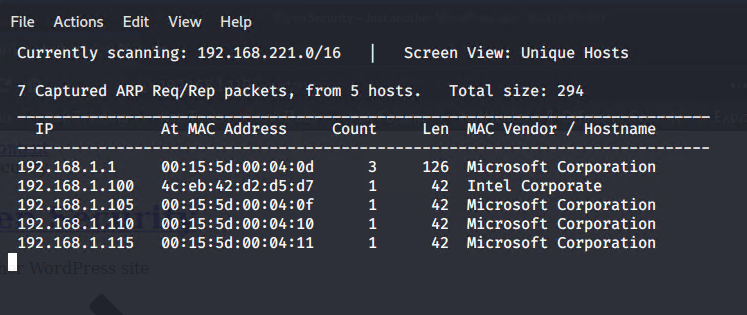 File Actions Edit View Help
Currently scanning: 192.168.221.0/16 | Screen View: Unique Hosts
7 Captured ARP Req/Rep packets, from 5 hosts. Total size: 294
IP At MAC Address Count Len MAC Vendor / Hostname
192.168.1.1 00:15:5d:00:04:0d 3 126 Microsoft Corporation
192.168.1.100 4c:eb:42:d2:d5:d7 1 42 Intel Corporate
192.168.1.105 00:15:5d:00:04:0f 1 42 Microsoft Corporation
192.168.1.110 00:15:5d:00:04:10 1 42 Microsoft Corporation
192.168.1.115 00:15:5d:00:04:11 1 42 Microsoft Corporation
WordPress site